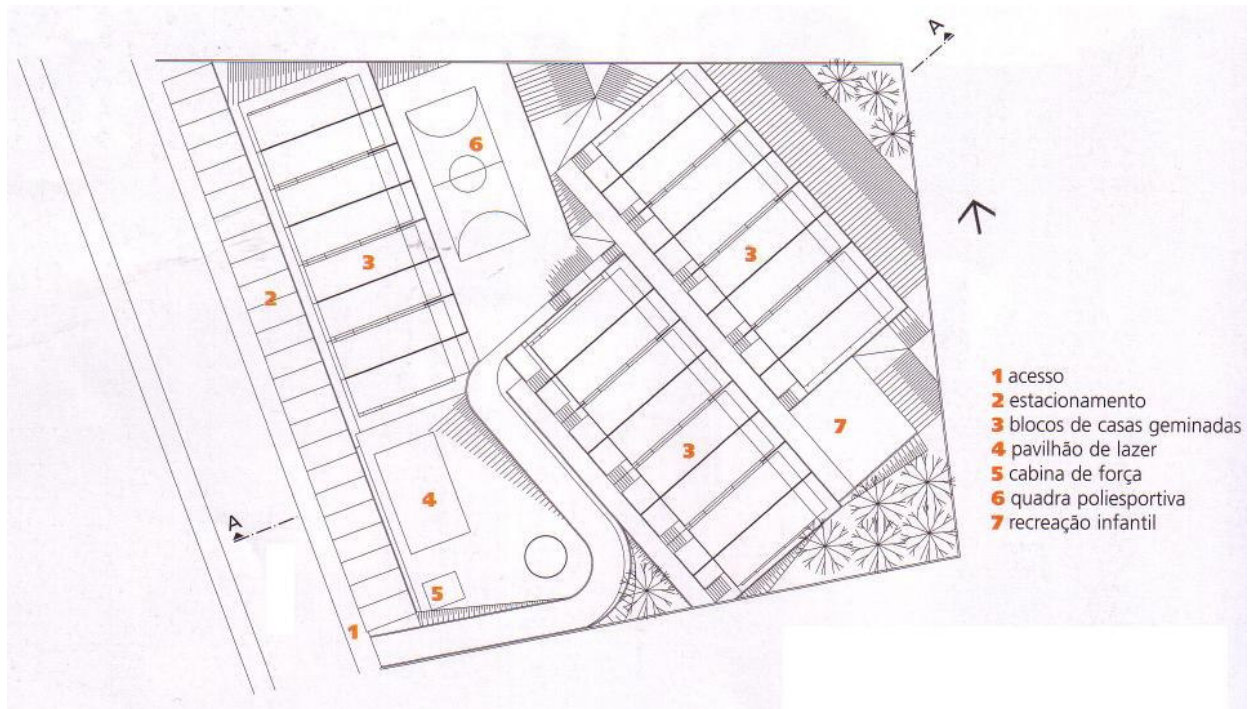 A
6
3
3
2
3
7
4
A
5
1
1 acesso
2 estacionamento
3 blocos de casas geminadas
4 pavilhão de lazer
5 cabina de força
6 quadra poliesportiva
7 recreação infantil